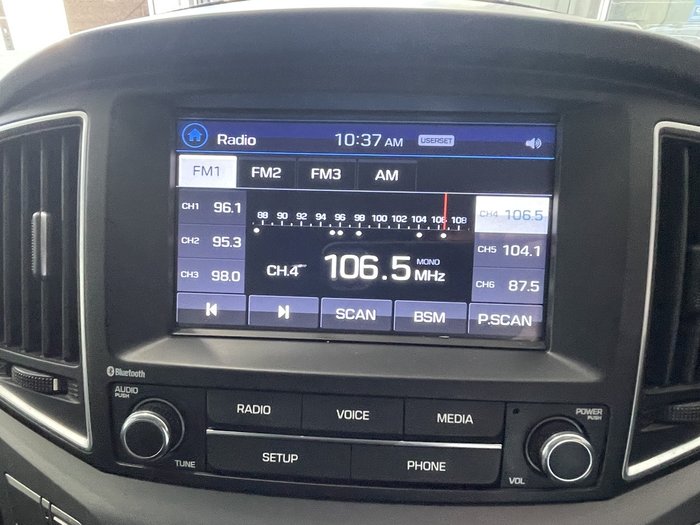 Radio 10:37 AM USERSET
FM1 FM2 FM3 AM
CH1 96.1
CH2 95.3
CH3 98.0
88 90 92 94 96 98 100 102 104 106 108
CH.4 106.5 MONO MHz
CH4 106.5
CH5 104.1
CH6 87.5
SCAN BSM P.SCAN
Bluetooth
AUDIO
PUSH
TUNE
RADIO VOICE MEDIA
SETUP PHONE
POWER
PUSH
VOL